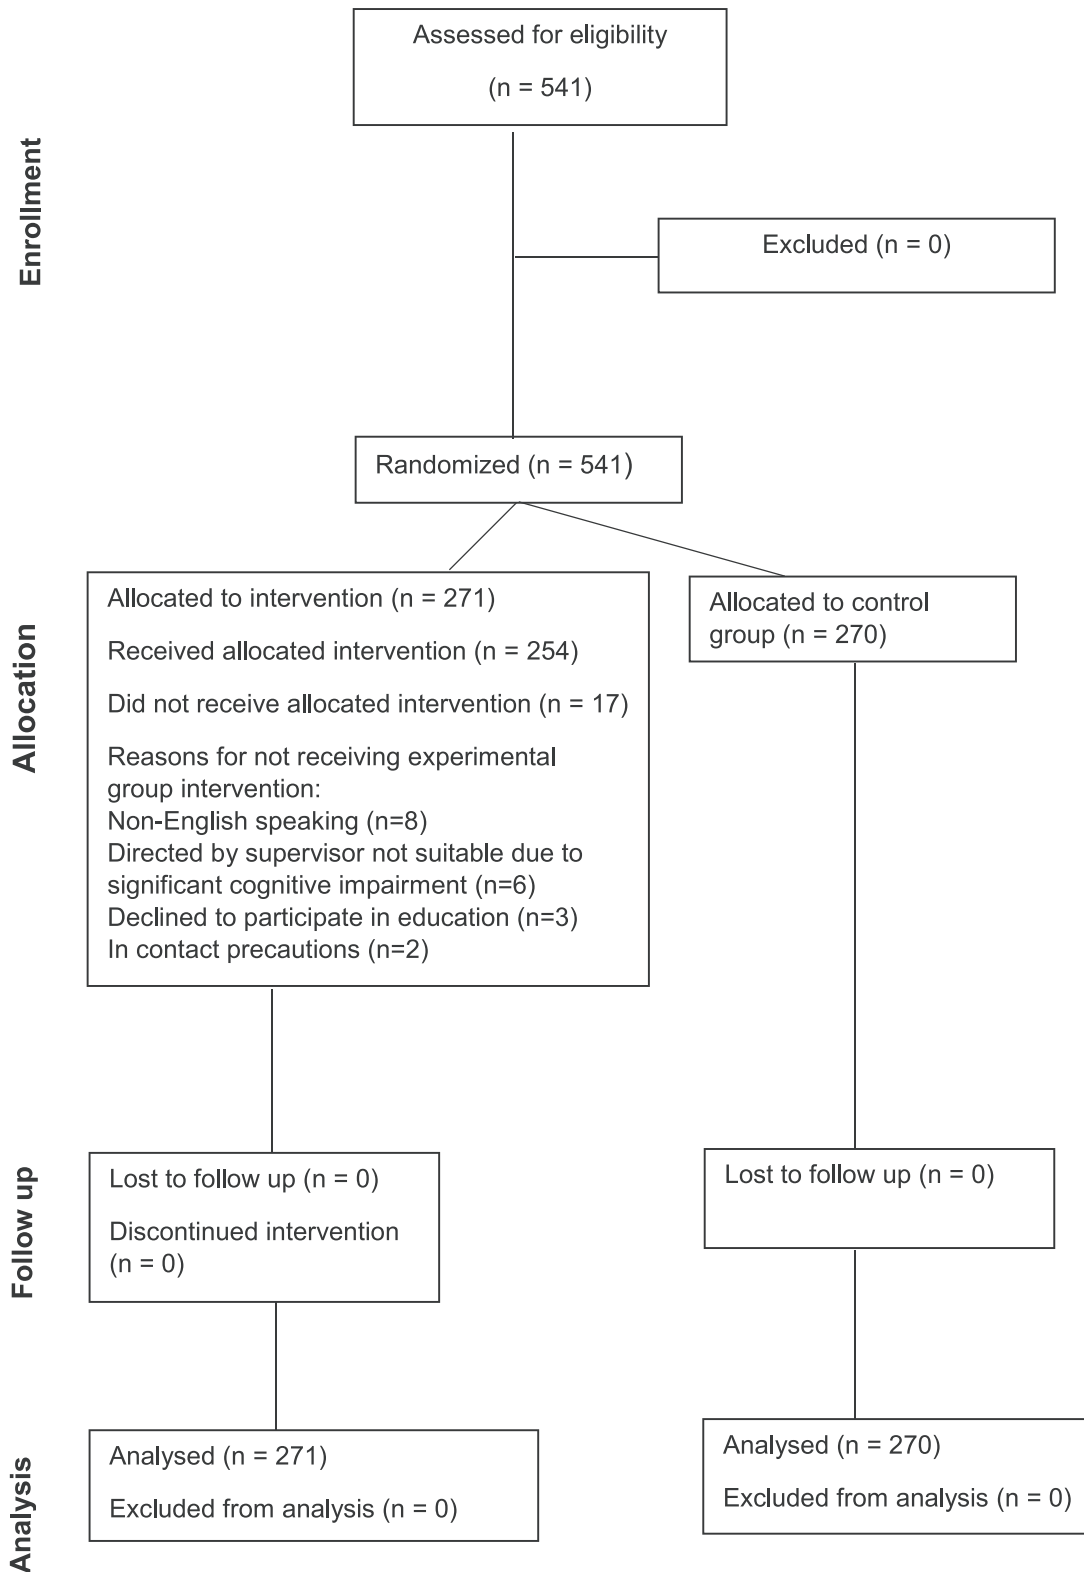 Assessed for eligibility
(n = 541)
Enrollment
Excluded (n = 0)
Randomized (n = 541)
Allocation
Allocated to intervention (n = 271)
Received allocated intervention (n = 254)
Did not receive allocated intervention (n = 17)
Reasons for not receiving experimental
group intervention:
Non-English speaking (n=8)
Directed by supervisor not suitable due to
significant cognitive impairment (n=6)
Declined to participate in education (n=3)
In contact precautions (n=2)
Allocated to control
group (n = 270)
Follow up
Lost to follow up (n = 0)
Discontinued intervention
(n = 0)
Lost to follow up (n = 0)
Analysis
Analysed (n = 271)
Excluded from analysis (n = 0)
Analysed (n = 270)
Excluded from analysis (n = 0)